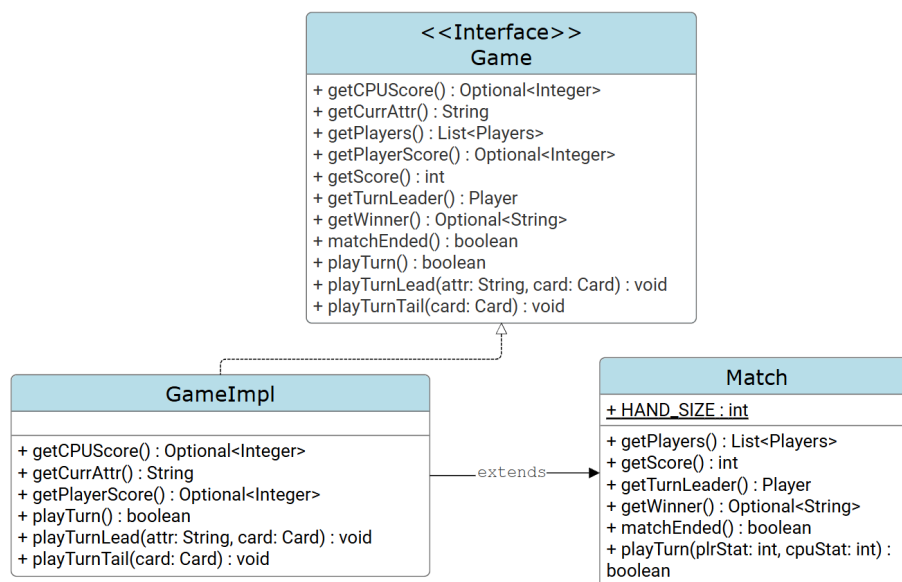 <<Interface>>
Game
+ getCPUScore() : Optional<Integer>
+ getCurrAttr() : String
+ getPlayers() : List<Players>
+ getPlayerScore() : Optional<Integer>
+ getScore() : int
+ getTurnLeader() : Player
+ getWinner() : Optional<String>
+ matchEnded() : boolean
+ playTurn() : boolean
+ playTurnLead(attr: String, card: Card) : void
+ playTurnTail(card: Card) : void
GameImpl
+ getCPUScore() : Optional<Integer>
+ getCurrAttr() : String
+ getPlayerScore() : Optional<Integer>
+ playTurn() : boolean
+ playTurnLead(attr: String, card: Card) : void
+ playTurnTail(card: Card) : void
extends
Match
+ HAND_SIZE : int
+ getPlayers() : List<Players>
+ getScore() : int
+ getTurnLeader() : Player
+ getWinner() : Optional<String>
+ matchEnded() : boolean
+ playTurn(plrStat: int, cpuStat: int) :
boolean